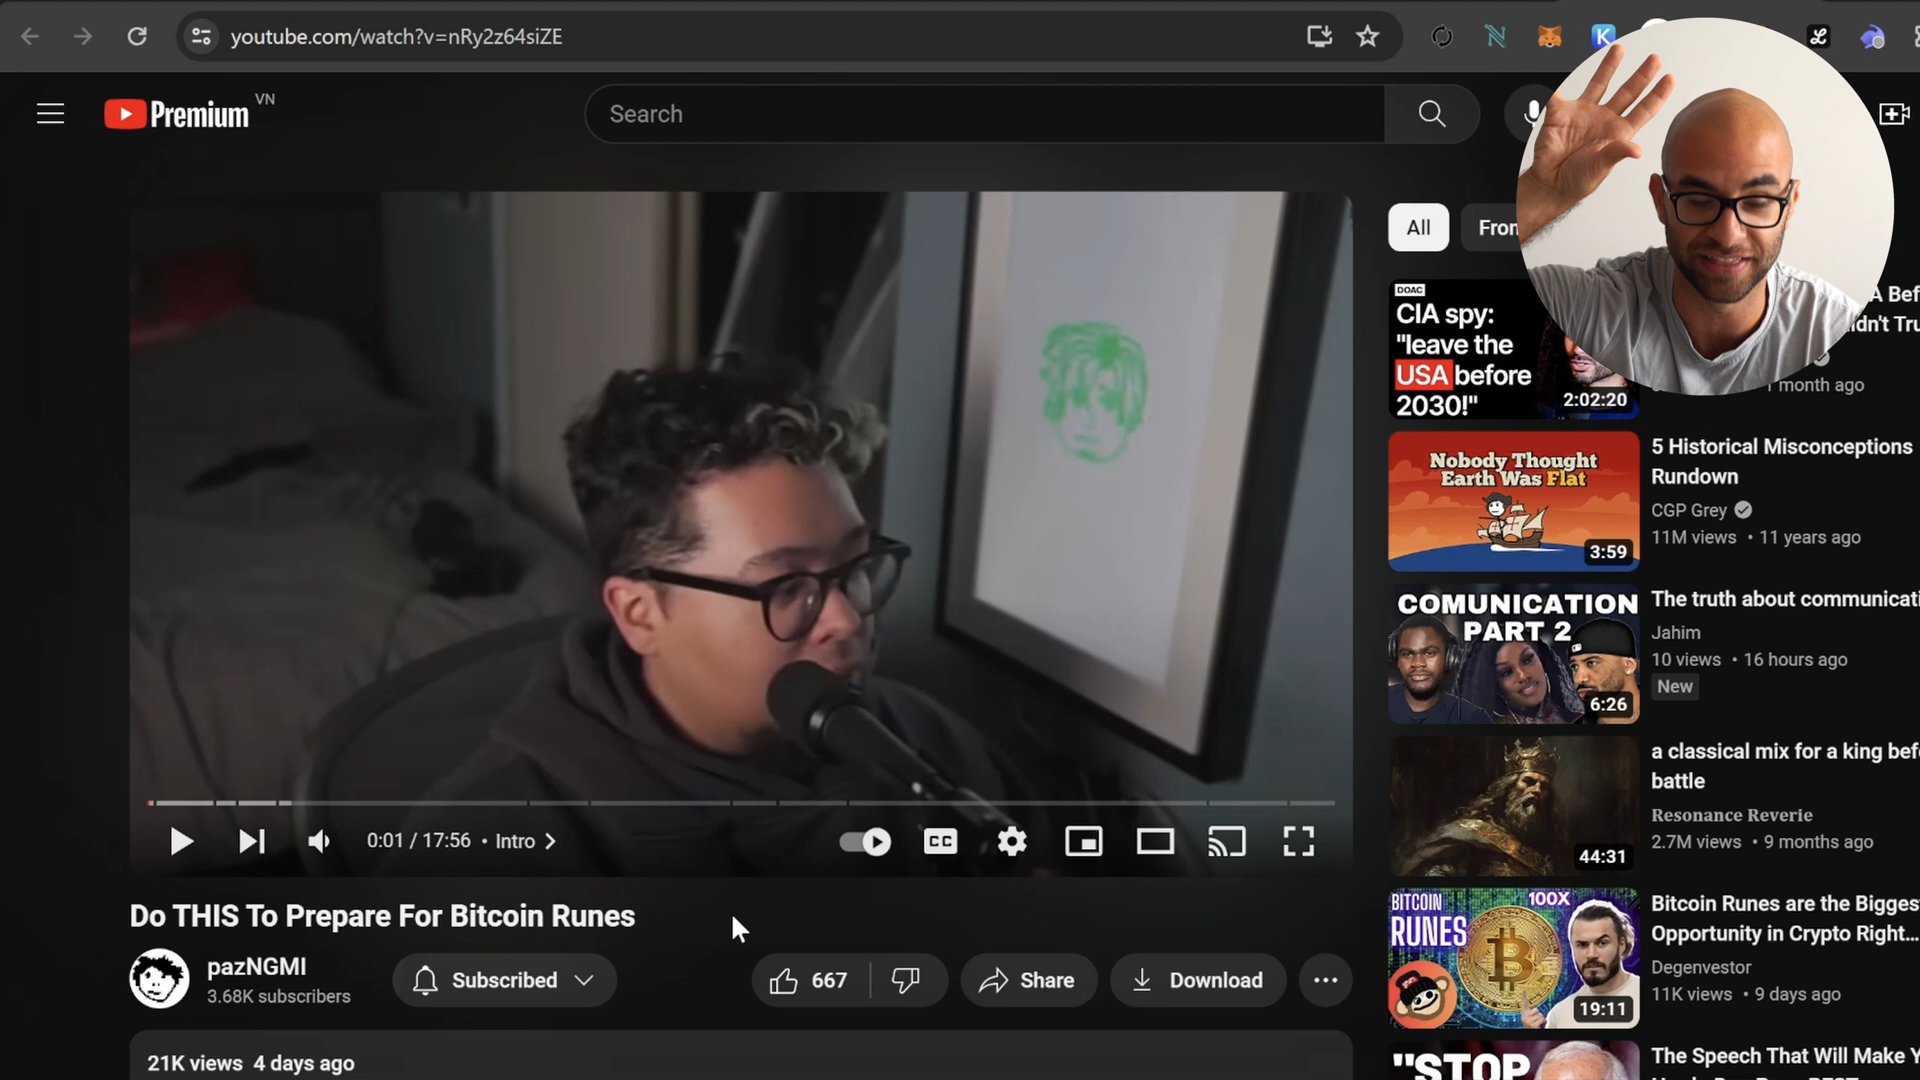 youtube.com/watch?v=nRy2z64siZE
Premium
VN
Search
All
DOAC
CIA spy:
"leave the
USA before
2030!"
2:02:20
month ago
Nobody Thought
Earth Was Flat
3:59
5 Historical Misconceptions
Rundown
CGP Grey
11M views • 11 years ago
COMUNICATION
PART 2
6:26
The truth about
Jahim
10 views • 16 hours ago
New
44:31
a classical mix for a king
battle
Resonance Reverie
2.7M views • 9 months ago
BITCOIN
RUNES
100X
19:11
Bitcoin Runes are the
Opportunity in Crypto Right...
Degenvestor
11K views • 9 days ago
"STOP
The Speech That Will Make
CC
0:01 / 17:56 • Intro
Do THIS To Prepare For Bitcoin Runes
pazNGMI
3.68K subscribers
Subscribed
667
Share
Download
21K views 4 days ago